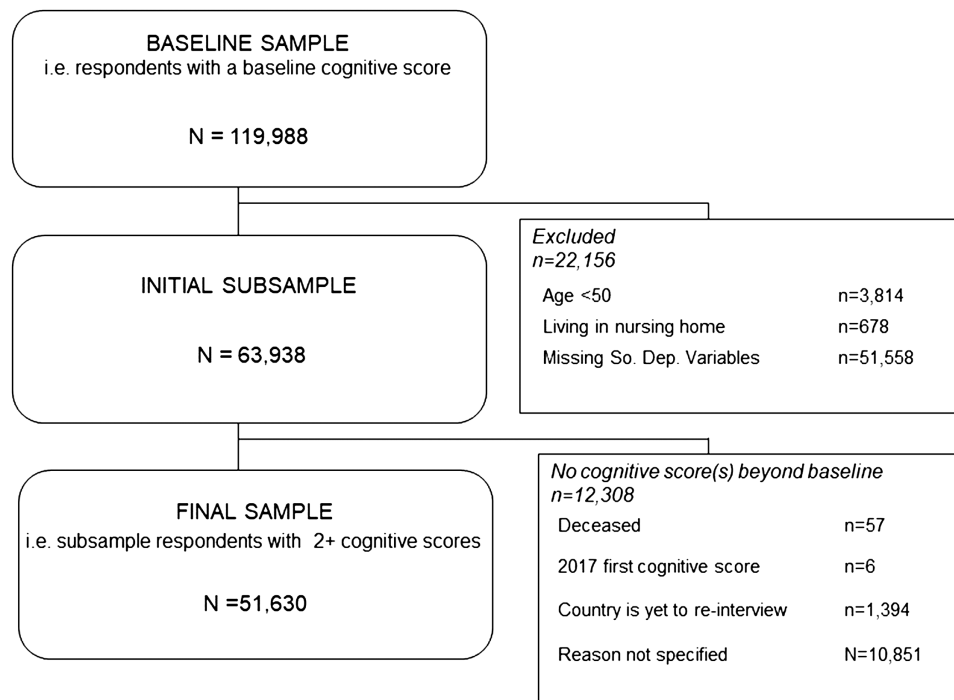 BASELINE SAMPLE
i.e. respondents with a baseline cognitive score
N = 119,988
Excluded
n=22,156
Age <50 n=3,814
Living in nursing home n=678
Missing So. Dep. Variables n=51,558
INITIAL SUBSAMPLE
N = 63,938
No cognitive score(s) beyond baseline
n=12,308
Deceased n=57
2017 first cognitive score n=6
Country is yet to re-interview n=1,394
Reason not specified N=10,851
FINAL SAMPLE
i.e. subsample respondents with 2+ cognitive scores
N =51,630